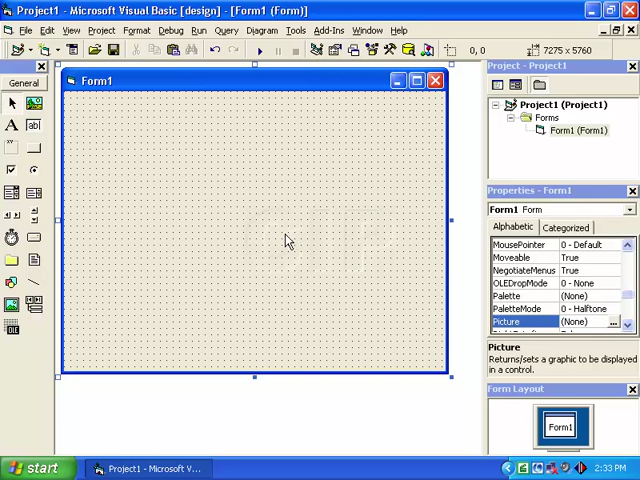 Project1 - Microsoft Visual Basic [design] - [Form1 (Form)]
File Edit View Project Format Debug Run Query Diagram Tools Add-Ins Window Help
0, 0 7275 x 5760
General
A ab|
Form1
Project - Project1
Project1 (Project1)
Forms
Form1 (Form1)
Properties - Form1
Form1 Form
Alphabetic Categorized
MousePointer 0 - Default
Moveable True
NegotiateMenus True
OLEDropMode 0 - None
Palette (None)
PaletteMode 0 - Halftone
Picture (None) ...
Picture
Returns/sets a graphic to be displayed
in a control.
Form Layout
Form1
OLE
start Project1 - Microsoft V... 2:33 PM